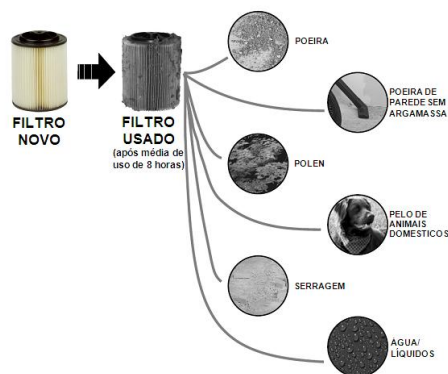 FILTRO
NOVO
FILTRO
USADO
(após média de
uso de 8 horas)
POEIRA
POEIRA DE
PAREDE SEM
ARGAMASSA
POLEN
PELO DE
ANIMAIS
DOMESTICOS
SERRAGEM
ÁGUA/
LÍQUIDOS